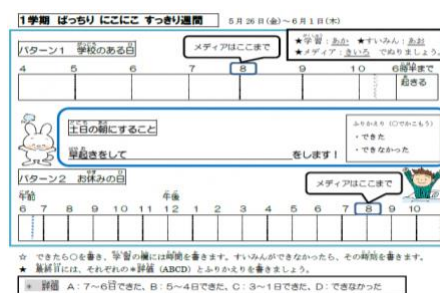 1学期 ばっちり にこにこ すっきり週間 5月26日(金)～6月1日(木)
★学習：あか ★すいみん：あお
★メディア：きいろ でぬりましょう。
パターン1 学校のある日
メディアはここまで
4 5 6 7 8 9 10 6時半まで
起きる
土日の朝にすること
早起きをして をします！
ふりかえり（○でかこもう）
・できた
・できなかった
パターン2 お休みの日
メディアはここまで
午前 午後
6 7 8 9 10 11 12 1 2 3 4 5 6 7 8 9 10
☆ できたら○を書き、学習の欄には時間を書きます。すいみんができなかったら、その時刻を書きます。
★ 最終日には、それぞれの＊評価（ABCD）とふりかえりを書きましょう。
＊ 評価 A：7～6日できた、B：5～4日できた、C：3～1日できた、D：できなかった